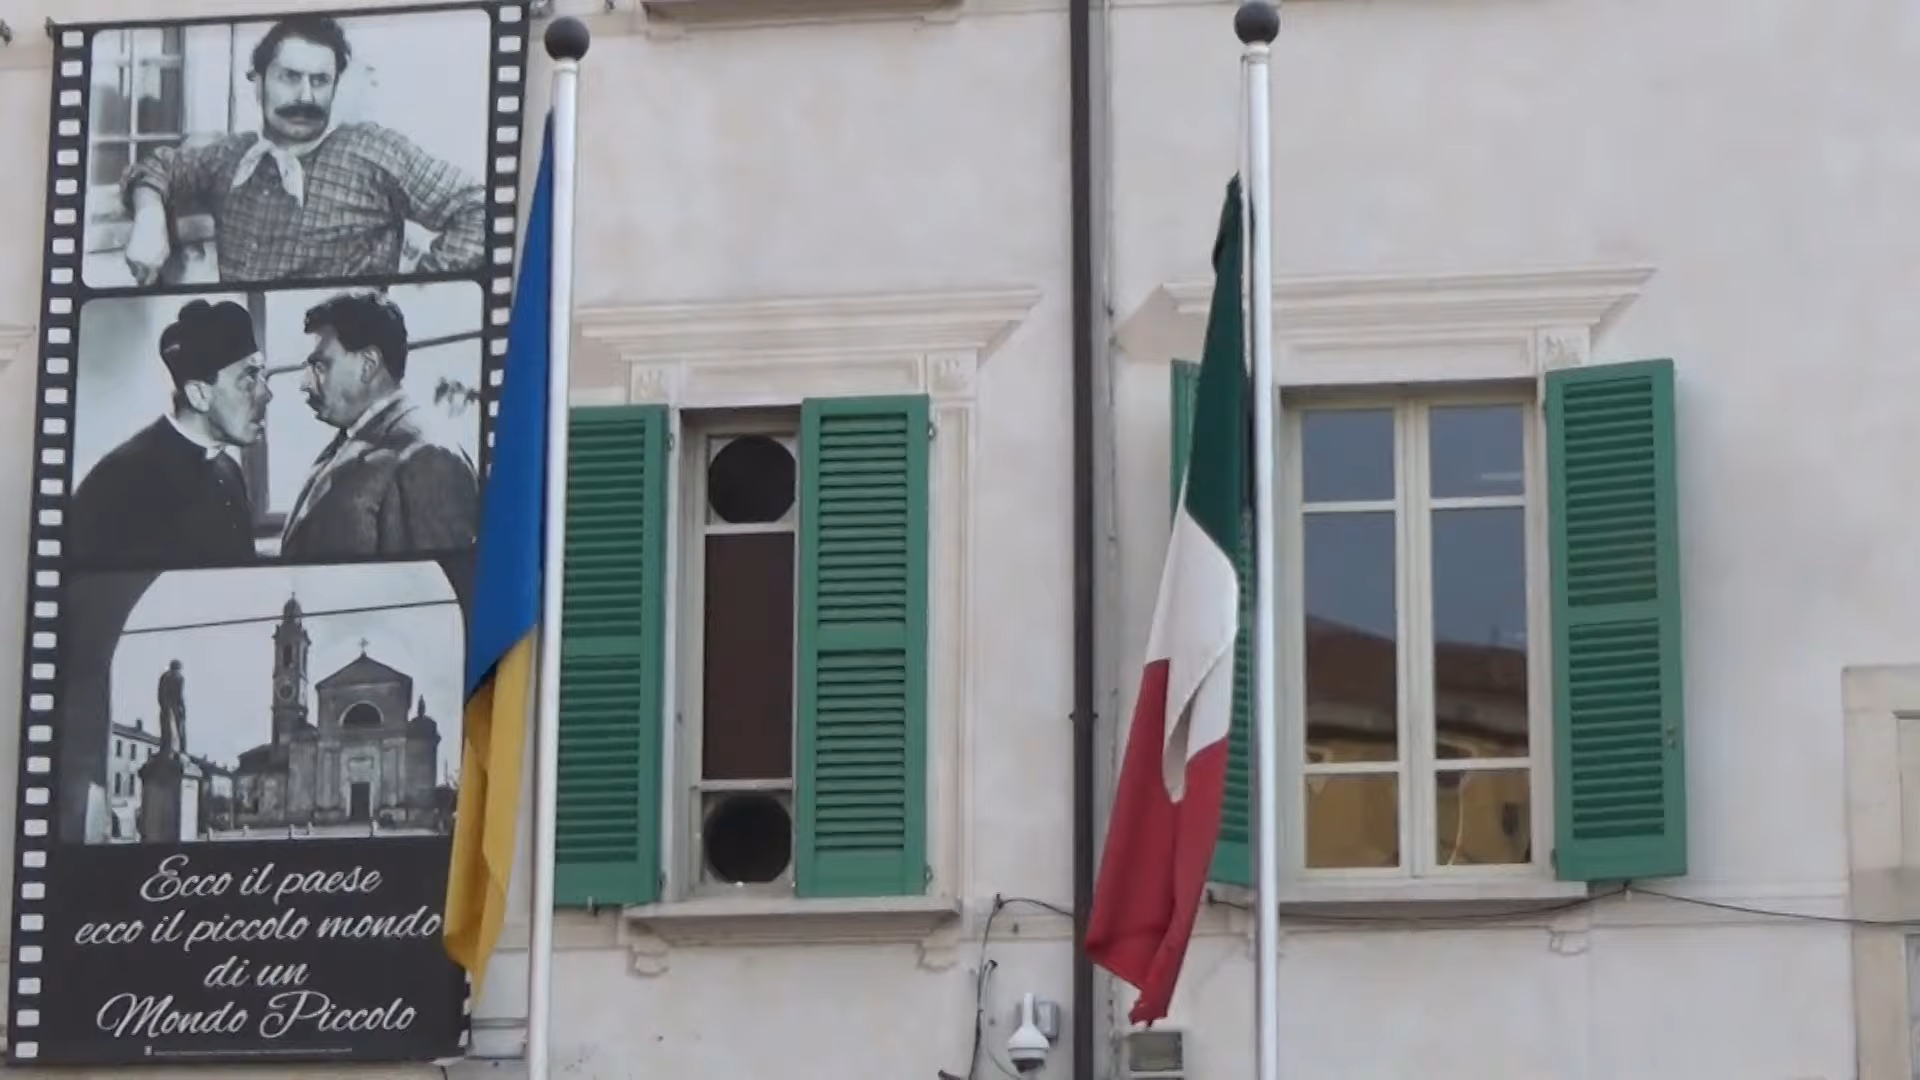 Ecco il paese
ecco il piccolo mondo
di un
Mondo Piccolo